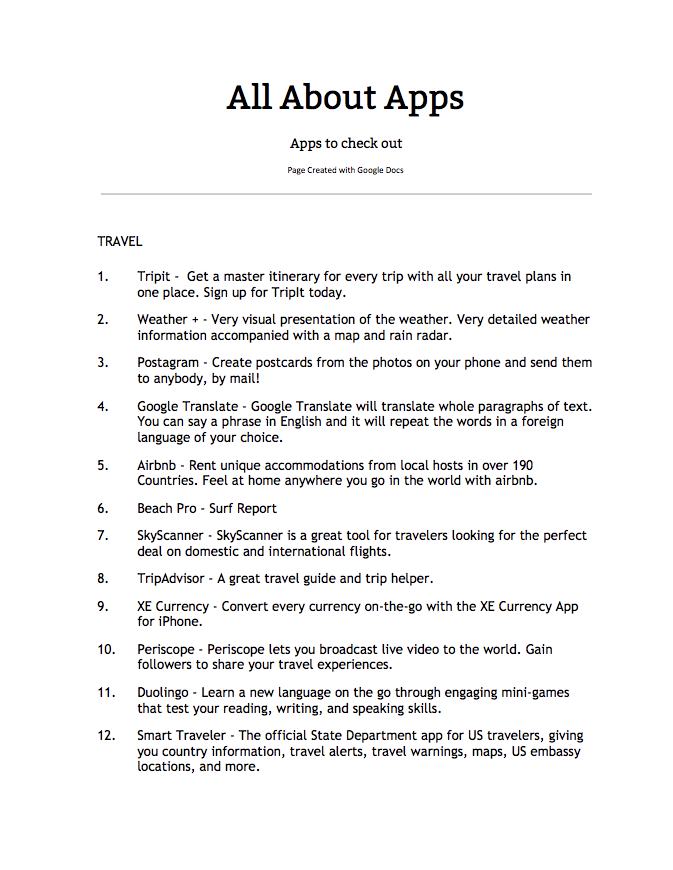 All About Apps
Apps to check out
Page Created with Google Docs
TRAVEL
1. Tripit -  Get a master itinerary for every trip with all your travel plans in
one place. Sign up for TripIt today.
2. Weather + - Very visual presentation of the weather. Very detailed weather
information accompanied with a map and rain radar.
3. Postagram - Create postcards from the photos on your phone and send them
to anybody, by mail!
4. Google Translate - Google Translate will translate whole paragraphs of text.
You can say a phrase in English and it will repeat the words in a foreign
language of your choice.
5. Airbnb - Rent unique accommodations from local hosts in over 190
Countries. Feel at home anywhere you go in the world with airbnb.
6. Beach Pro - Surf Report
7. SkyScanner - SkyScanner is a great tool for travelers looking for the perfect
deal on domestic and international flights.
8. TripAdvisor - A great travel guide and trip helper.
9. XE Currency - Convert every currency on-the-go with the XE Currency App
for iPhone.
10. Periscope - Periscope lets you broadcast live video to the world. Gain
followers to share your travel experiences.
11. Duolingo - Learn a new language on the go through engaging mini-games
that test your reading, writing, and speaking skills.
12. Smart Traveler - The official State Department app for US travelers, giving
you country information, travel alerts, travel warnings, maps, US embassy
locations, and more.